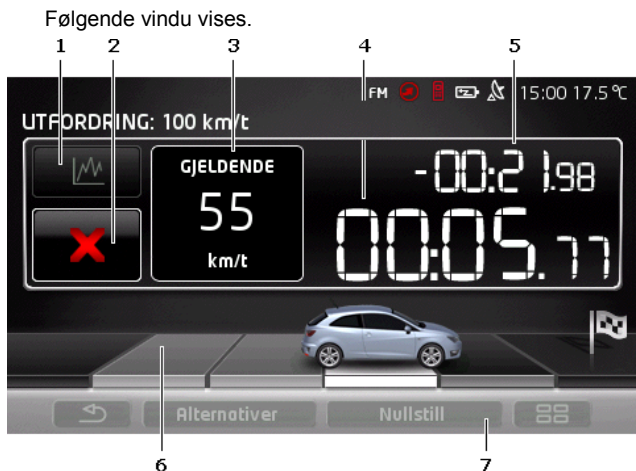 Følgende vindu vises.
1 2 3 4 5
FM 15:00 17.5 °C
UTFORDRING: 100 km/t
GJELDENDE
55
km/t
-00:21.98
00:05.77
Alternativer Nullstill
6 7